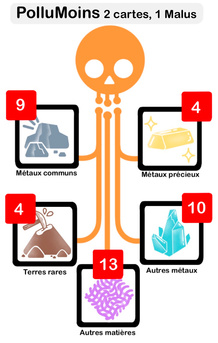 PolluMoins 2 cartes, 1 Malus
9
4
Métaux communs
Métaux précieux
4
10
Terres rares
Autres métaux
13
Autres matières